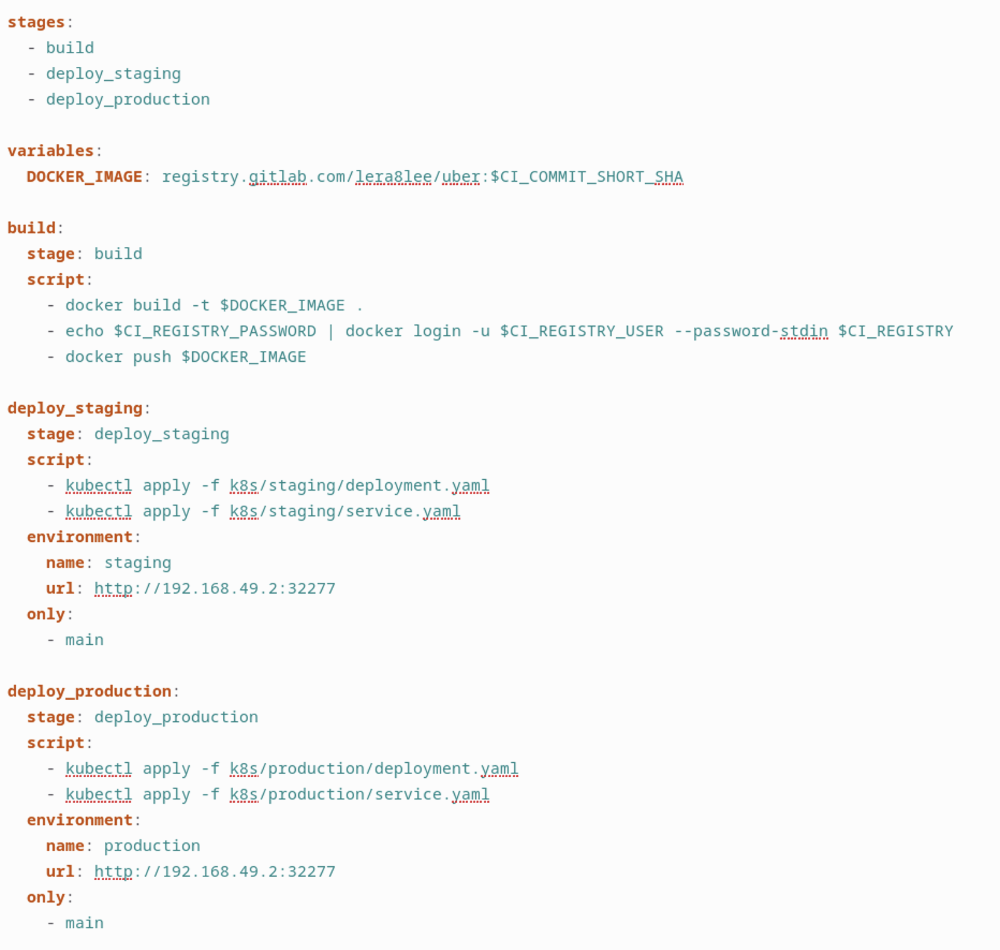 stages:
  - build
  - deploy_staging
  - deploy_production

variables:
  DOCKER_IMAGE: registry.gitlab.com/lera8lee/uber:$CI_COMMIT_SHORT_SHA

build:
  stage: build
  script:
    - docker build -t $DOCKER_IMAGE .
    - echo $CI_REGISTRY_PASSWORD | docker login -u $CI_REGISTRY_USER --password-stdin $CI_REGISTRY
    - docker push $DOCKER_IMAGE

deploy_staging:
  stage: deploy_staging
  script:
    - kubectl apply -f k8s/staging/deployment.yaml
    - kubectl apply -f k8s/staging/service.yaml
  environment:
    name: staging
    url: http://192.168.49.2:32277
  only:
    - main

deploy_production:
  stage: deploy_production
  script:
    - kubectl apply -f k8s/production/deployment.yaml
    - kubectl apply -f k8s/production/service.yaml
  environment:
    name: production
    url: http://192.168.49.2:32277
  only:
    - main